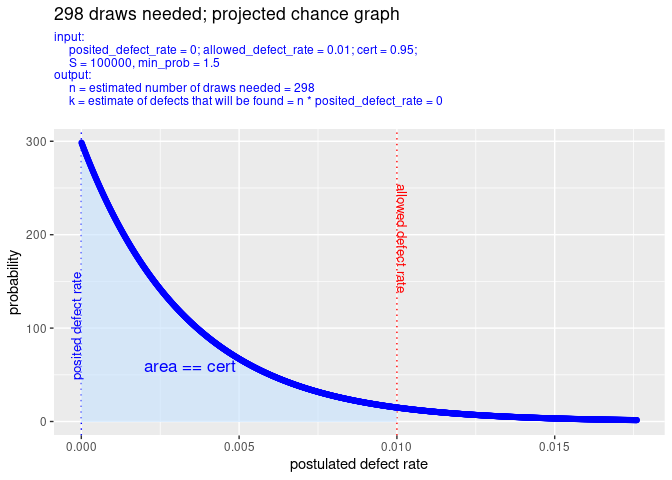 298 draws needed; projected chance graph
input:
posited_defect_rate = 0; allowed_defect_rate = 0.01; cert = 0.95;
S = 100000, min_prob = 1.5
output:
n = estimated number of draws needed = 298
k = estimate of defects that will be found = n * posited_defect_rate = 0
300
200
100
0
probability
posited defect rate
area == cert
allowed defect rate
0.000
0.005
0.010
0.015
postulated defect rate